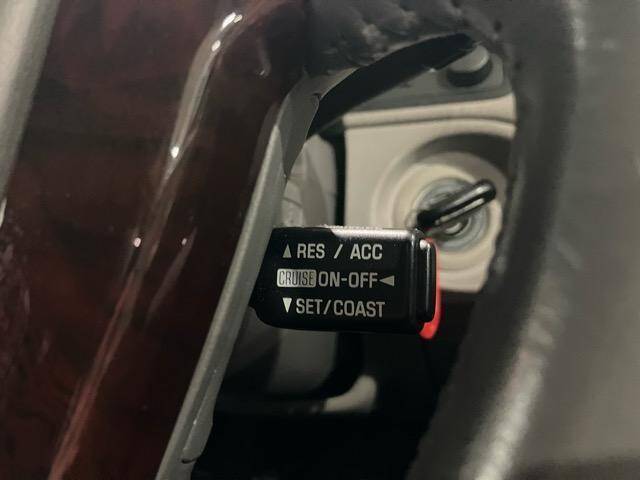 ▲ RES / ACC
CRUISE ON-OFF ◀
▼ SET/COAST